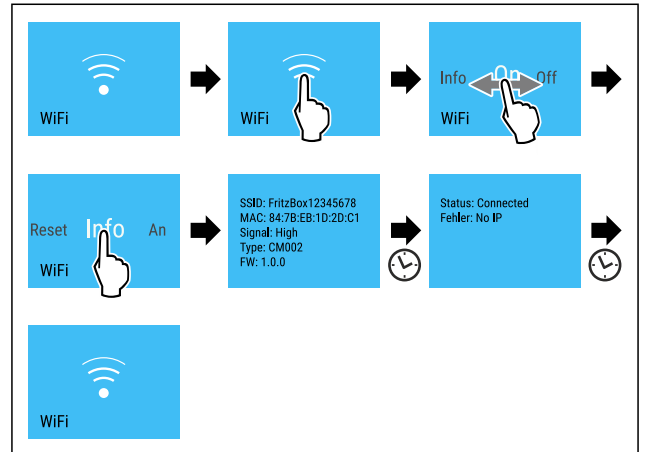 WiFi
WiFi
Info On Off
WiFi
Reset Info An
WiFi
SSID: FritzBox12345678
MAC: 84:7B:EB:1D:2D:C1
Signal: High
Type: CM002
FW: 1.0.0
Status: Connected
Fehler: No IP
WiFi